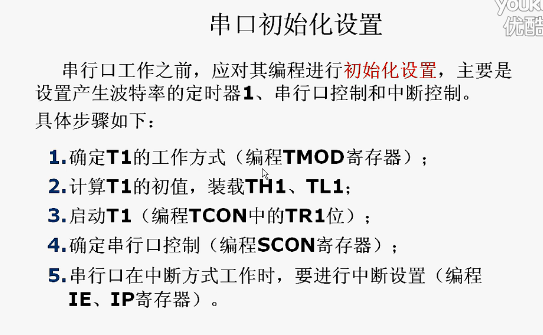 youku
优酷
串口初始化设置
串行口工作之前，应对其编程进行初始化设置，主要是
设置产生波特率的定时器1、串行口控制和中断控制。
具体步骤如下：
1.确定T1的工作方式（编程TMOD寄存器）；
2.计算T1的初值，装载TH1、TL1；
3.启动T1（编程TCON中的TR1位）；
4.确定串行口控制（编程SCON寄存器）；
5.串行口在中断方式工作时，要进行中断设置（编程
IE、IP寄存器）。